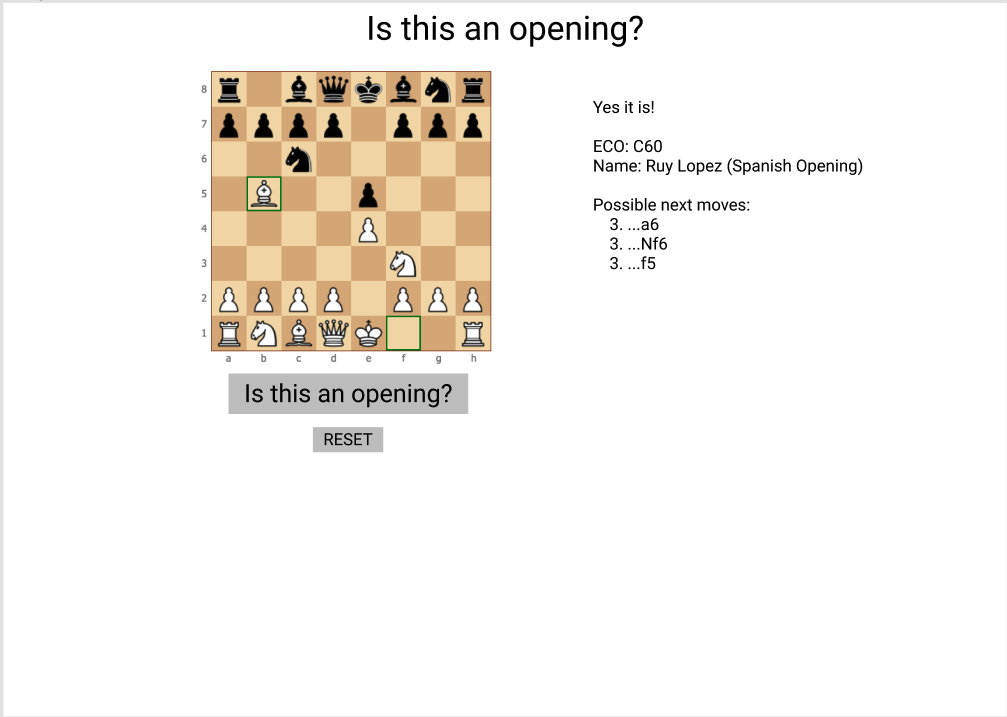 Is this an opening?
8
7
6
5
4
3
2
1
a b c d e f g h
Is this an opening?
RESET
Yes it is!
ECO: C60
Name: Ruy Lopez (Spanish Opening)
Possible next moves:
3. ...a6
3. ...Nf6
3. ...f5